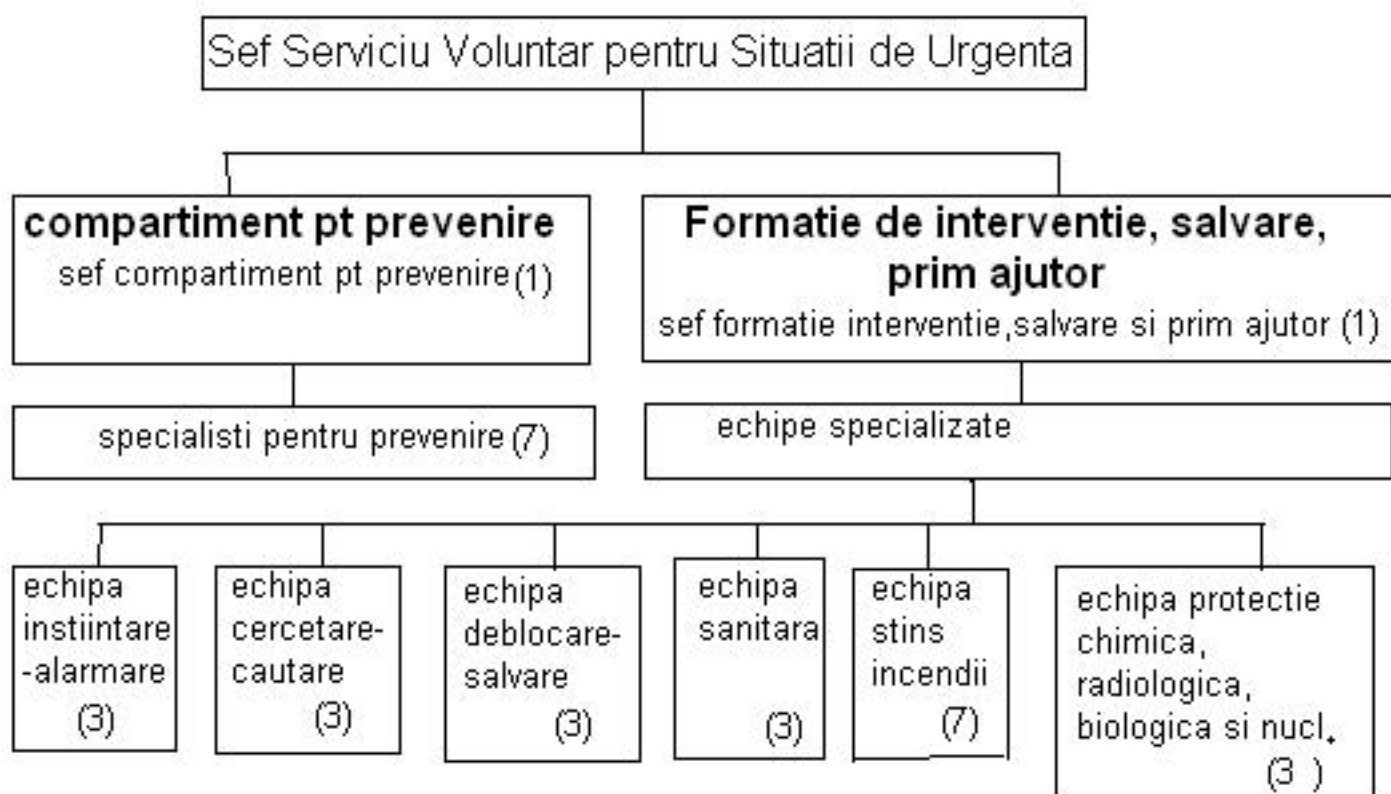 Sef Serviciu Voluntar pentru Situatii de Urgenta
compartiment pt prevenire
sef compartiment pt prevenire (1)
Formatie de interventie, salvare,
prim ajutor
sef formatie interventie,salvare si prim ajutor (1)
specialisti pentru prevenire (7)
echipe specializate
echipa
instiintare
-alarmare
(3)
echipa
cercetare-
cautare
(3)
echipa
deblocare-
salvare
(3)
echipa
sanitara
(3)
echipa
stins
incendii
(7)
echipa protectie
chimica,
radiologica,
biologica si nucl.
(3 )